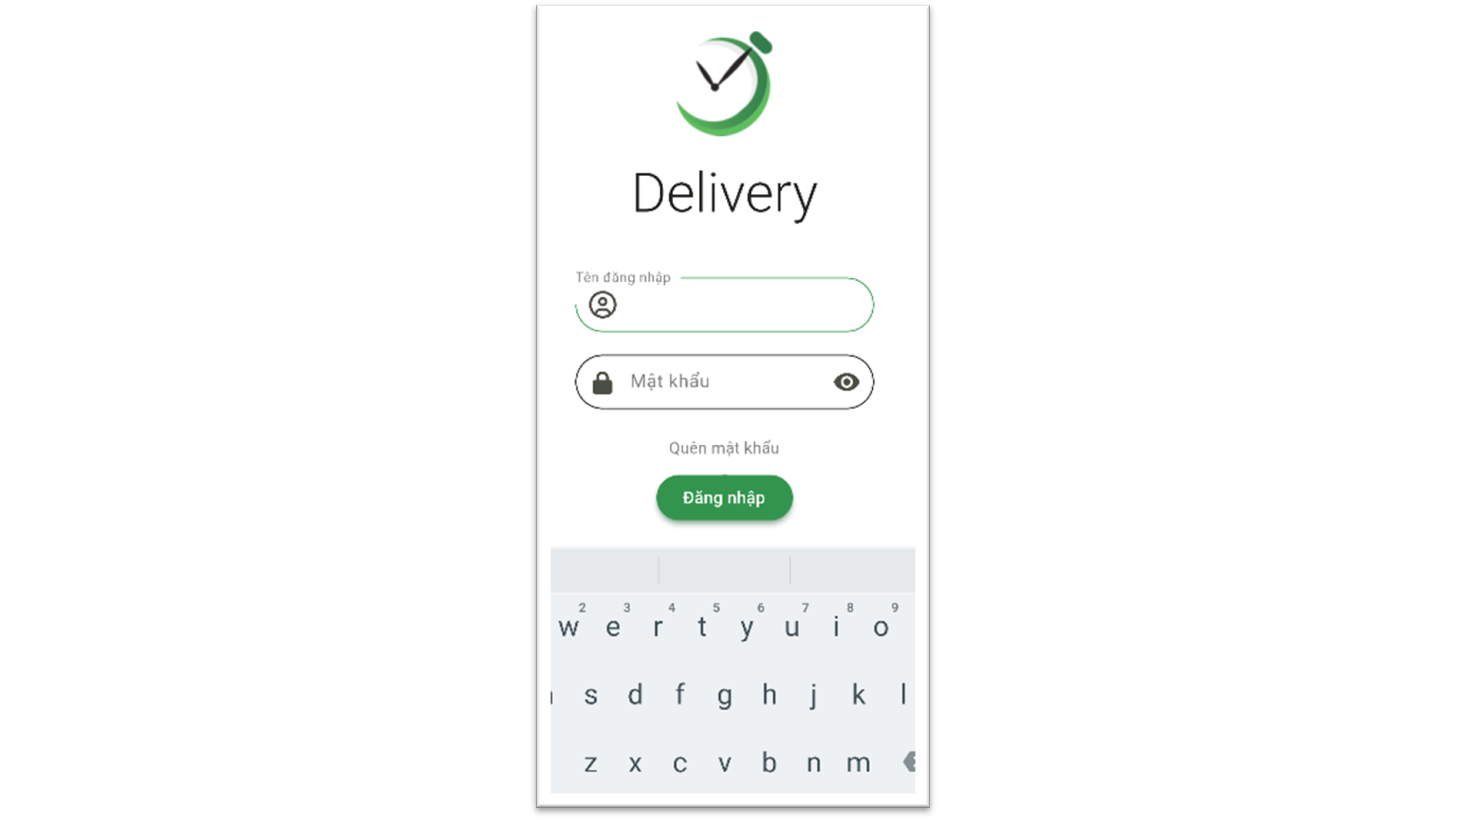 Delivery
Tên đăng nhập
Mật khẩu
Quên mật khẩu
Đăng nhập
2 3 4 5 6 7 8 9
w e r t y u i o
s d f g h j k l
z x c v b n m